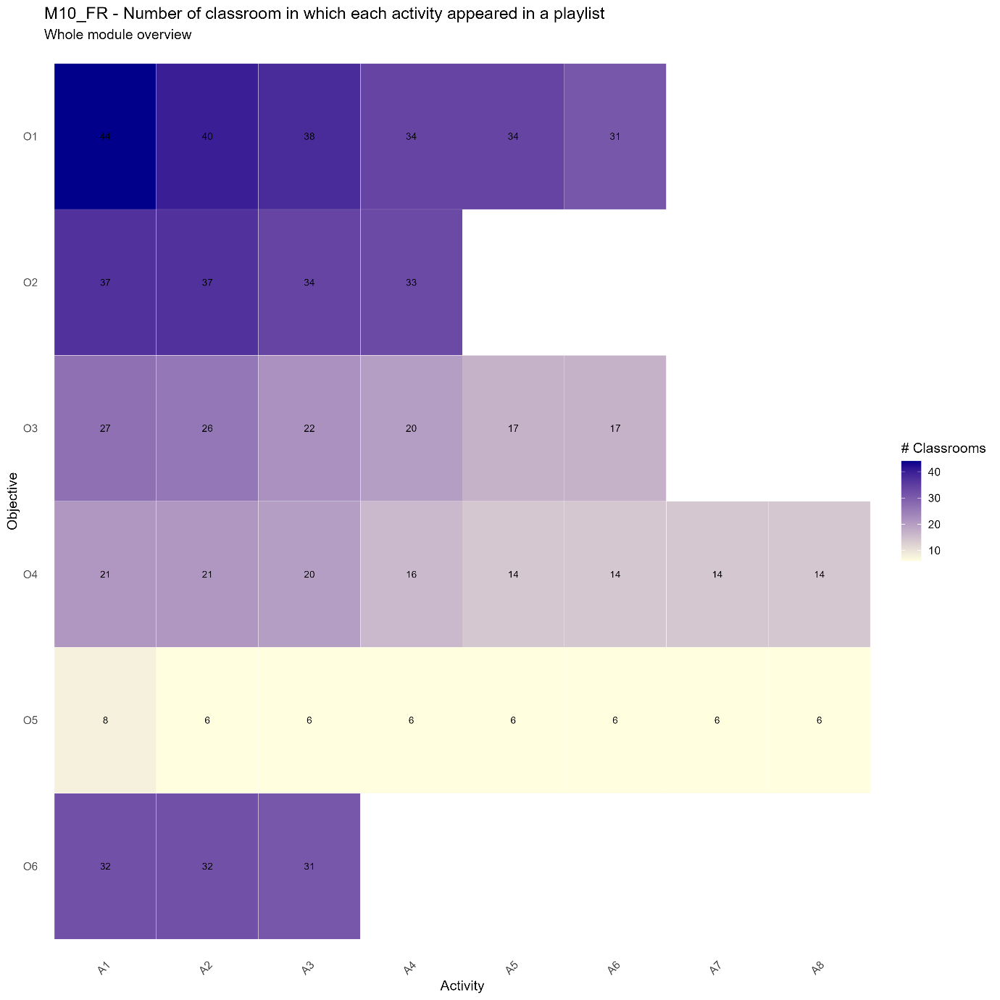 M10_FR - Number of classroom in which each activity appeared in a playlist
Whole module overview
O1 44 40 38 34 34 31
O2 37 37 34 33
O3 27 26 22 20 17 17
O4 21 21 20 16 14 14 14 14
O5 8 6 6 6 6 6 6 6
O6 32 32 31
A1 A2 A3 A4 A5 A6 A7 A8
Activity
Objective
# Classrooms
40
30
20
10